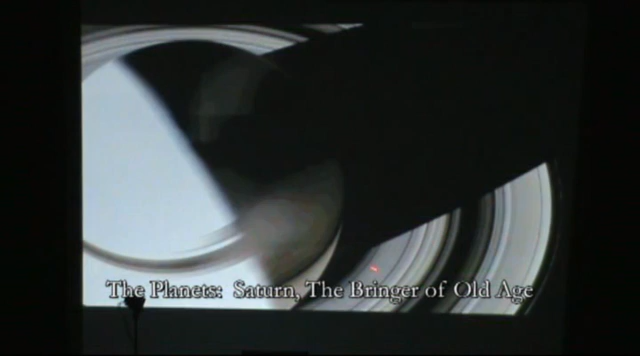 The Planets:  Saturn, The Bringer of Old Age